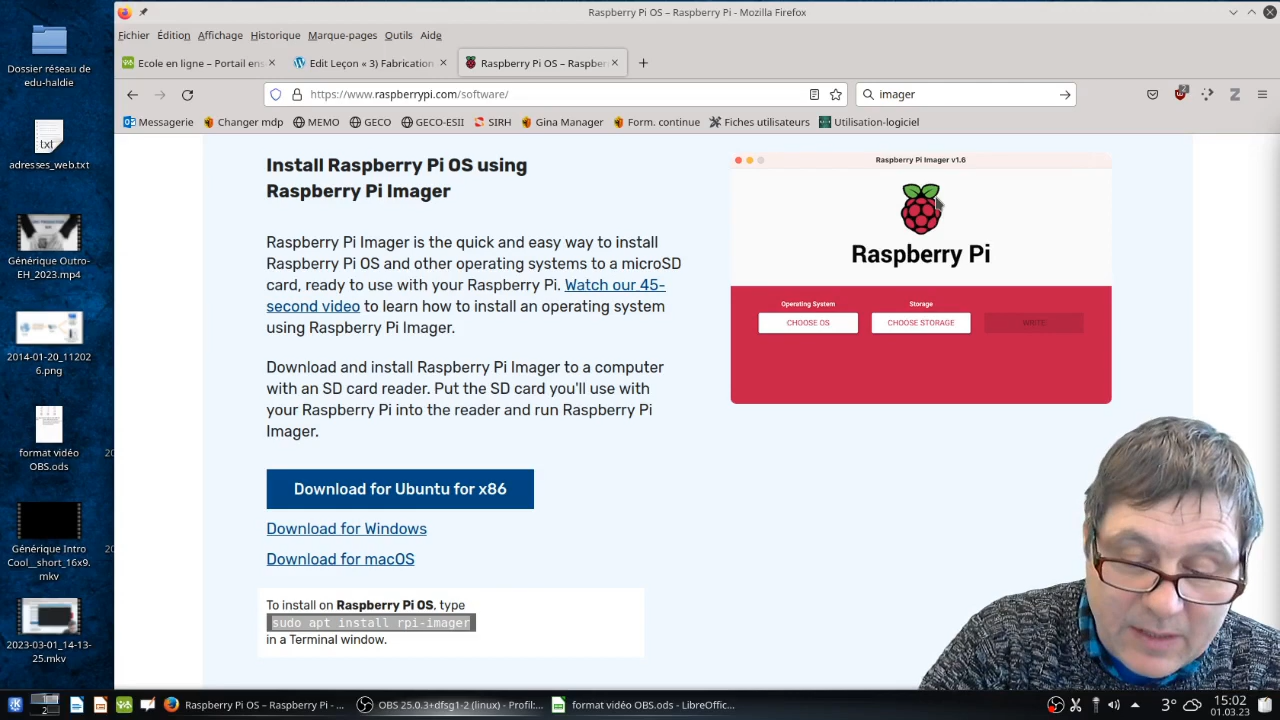 Raspberry Pi OS – Raspberry Pi - Mozilla Firefox
Fichier Édition Affichage Historique Marque-pages Outils Aide
Ecole en ligne – Portail ens
Edit Leçon « 3) Fabrication
Raspberry Pi OS – Raspber
https://www.raspberrypi.com/software/
imager
Messagerie Changer mdp MEMO GECO GECO-ESII SIRH Gina Manager Form. continue Fiches utilisateurs Utilisation-logiciel
Dossier réseau de
edu-haldie
txt
adresses_web.txt
Générique Outro-
EH_2023.mp4
2014-01-20_11202
6.png
format vidéo
OBS.ods
Générique Intro
Cool__short_16x9.
mkv
2023-03-01_14-13-
25.mkv
Install Raspberry Pi OS using
Raspberry Pi Imager
Raspberry Pi Imager is the quick and easy way to install
Raspberry Pi OS and other operating systems to a microSD
card, ready to use with your Raspberry Pi. Watch our 45-
second video to learn how to install an operating system
using Raspberry Pi Imager.
Download and install Raspberry Pi Imager to a computer
with an SD card reader. Put the SD card you'll use with
your Raspberry Pi into the reader and run Raspberry Pi
Imager.
Download for Ubuntu for x86
Download for Windows
Download for macOS
To install on Raspberry Pi OS, type
sudo apt install rpi-imager
in a Terminal window.
Raspberry Pi Imager v1.6
Raspberry Pi
Operating System Storage
CHOOSE OS CHOOSE STORAGE WRITE
2
Raspberry Pi OS – Raspberry Pi - ...
OBS 25.0.3+dfsg1-2 (linux) - Profil:...
format vidéo OBS.ods - LibreOffic...
3°
15:02
01.03.23